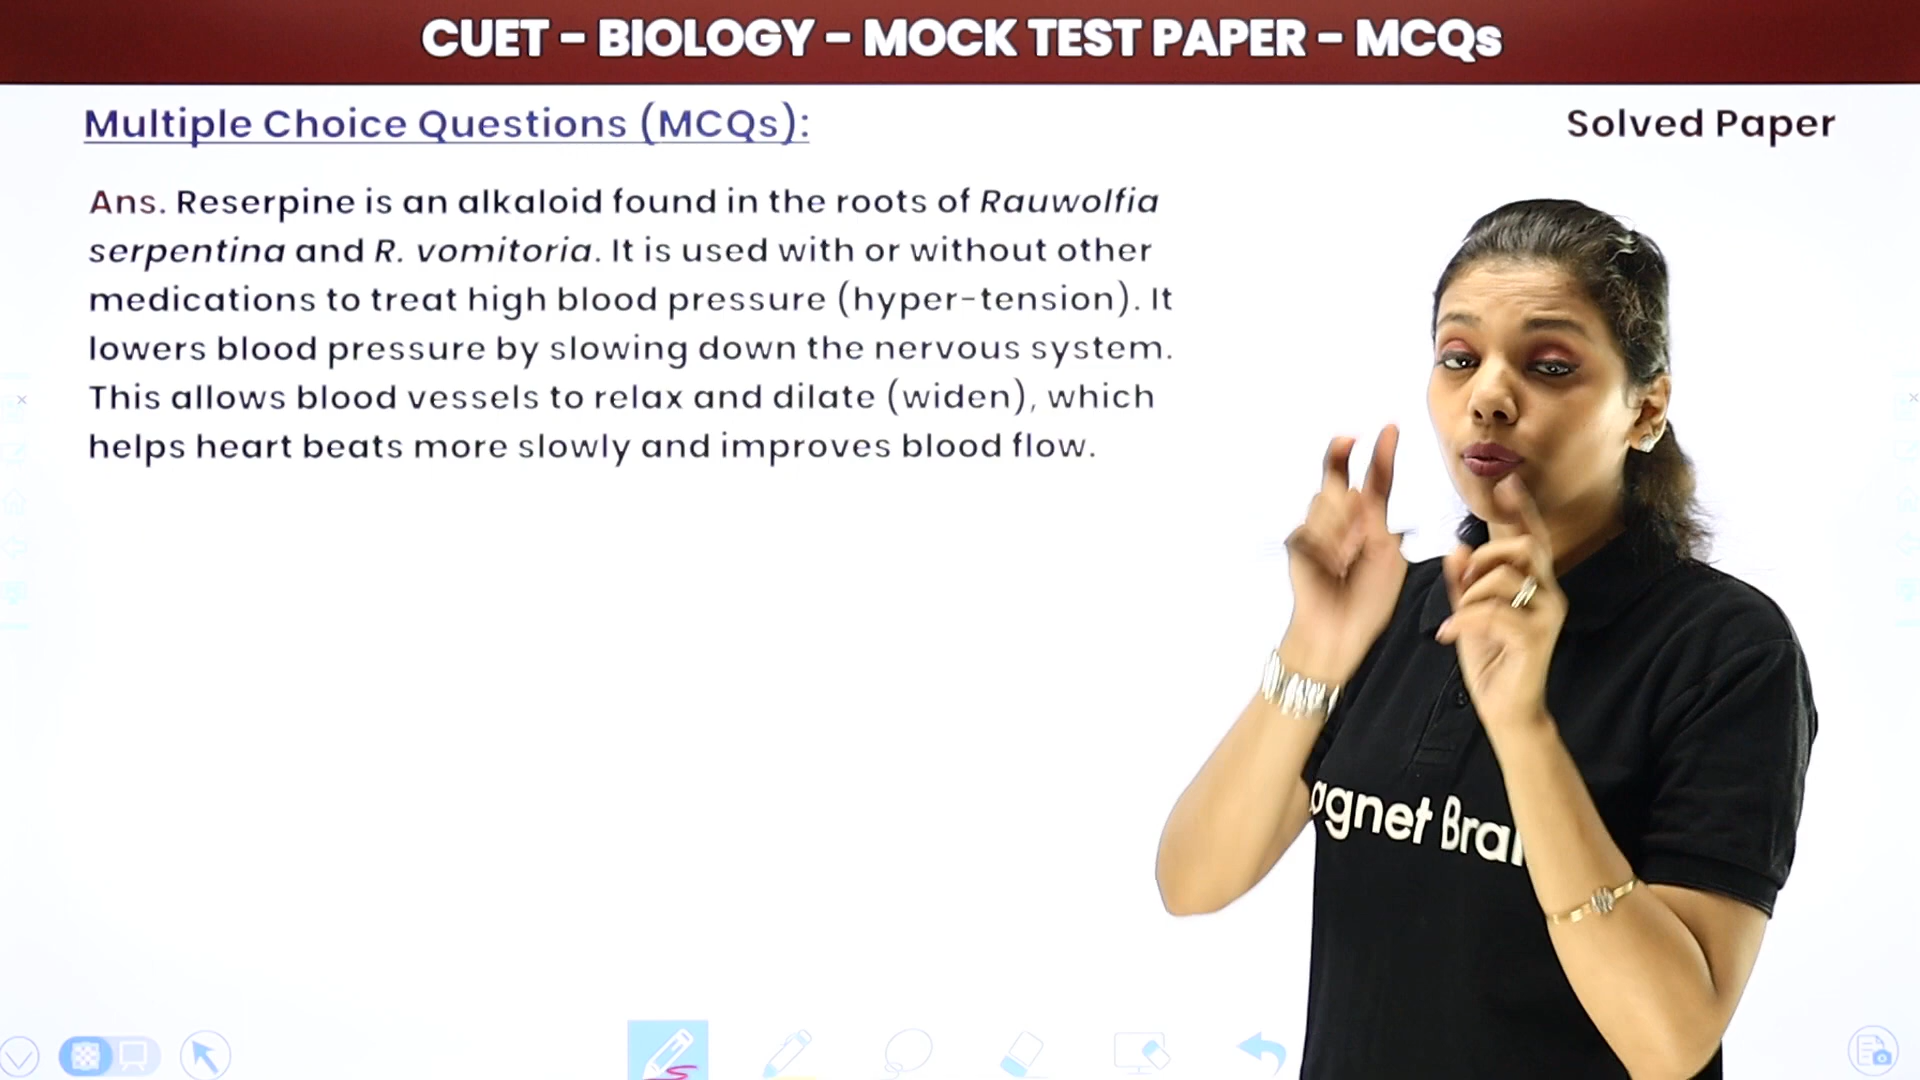 CUET - BIOLOGY - MOCK TEST PAPER - MCQs
Multiple Choice Questions (MCQs):
Solved Paper
Ans. Reserpine is an alkaloid found in the roots of Rauwolfia
serpentina and R. vomitoria. It is used with or without other
medications to treat high blood pressure (hyper-tension). It
lowers blood pressure by slowing down the nervous system.
This allows blood vessels to relax and dilate (widen), which
helps heart beats more slowly and improves blood flow.
agnet Brai